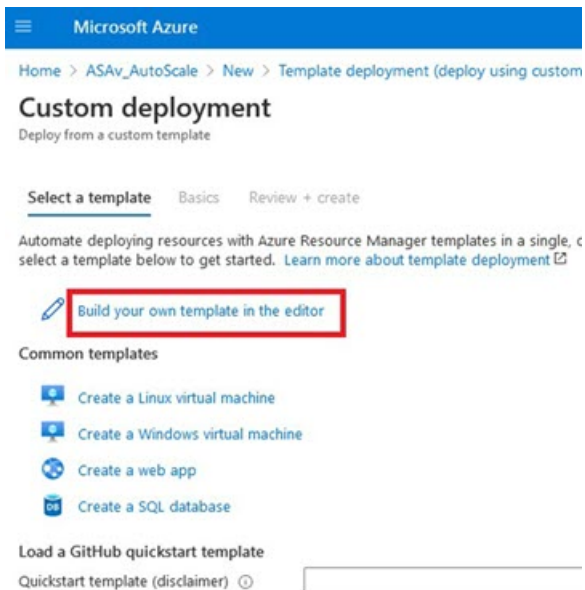 Microsoft Azure
Home > ASAv_AutoScale > New > Template deployment (deploy using custom
Custom deployment
Deploy from a custom template
Select a template Basics Review + create
Automate deploying resources with Azure Resource Manager templates in a single,
select a template below to get started. Learn more about template deployment
Build your own template in the editor
Common templates
Create a Linux virtual machine
Create a Windows virtual machine
Create a web app
Create a SQL database
Load a GitHub quickstart template
Quickstart template (disclaimer)